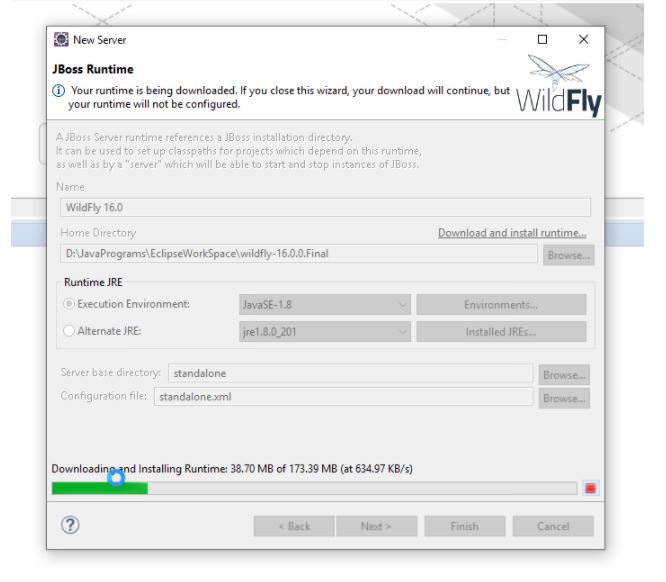 New Server
JBoss Runtime
Your runtime is being downloaded. If you close this wizard, your download will continue, but
your runtime will not be configured.
WildFly
A JBoss Server runtime references a JBoss installation directory.
It can be used to set up classpaths for projects which depend on this runtime,
as well as by a "server" which will be able to start and stop instances of JBoss.
Name
WildFly 16.0
Home Directory
Download and install runtime...
D:\JavaPrograms\EclipseWorkSpace\wildfly-16.0.0.Final
Browse...
Runtime JRE
Execution Environment:
JavaSE-1.8
Environments...
Alternate JRE:
jre1.8.0_201
Installed JREs...
Server base directory:
standalone
Browse...
Configuration file:
standalone.xml
Browse...
Downloading and Installing Runtime: 38.70 MB of 173.39 MB (at 634.97 KB/s)
?
< Back
Next >
Finish
Cancel